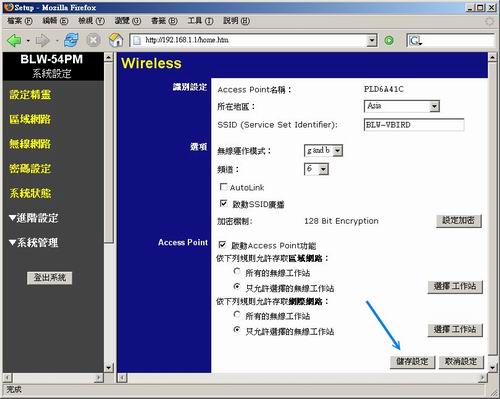 Setup - Mozilla Firefox
檔案(F) 編輯(E) 檢視(V) 瀏覽(G) 書籤(B) 工具(T) 說明(H)
http://192.168.1.1/home.htm
BLW-54PM
系統設定
設定精靈
區域網路
無線網路
密碼設定
系統狀態
▼進階設定
▼系統管理
登出系統
Wireless
識別設定
Access Point名稱： PLD6A41C
所在地區： Asia
SSID (Service Set Identifier): BLW-VBIRD
選項
無線運作模式： g and b
頻道： 6
AutoLink
啟動SSID廣播
加密機制： 128 Bit Encryption 設定加密
Access Point
啟動Access Point功能
依下列規則允許存取區域網路：
所有的無線工作站
只允許選擇的無線工作站 選擇 工作站
依下列規則允許存取網際網路：
所有的無線工作站
只允許選擇的無線工作站 選擇 工作站
儲存設定 取消設定
完成